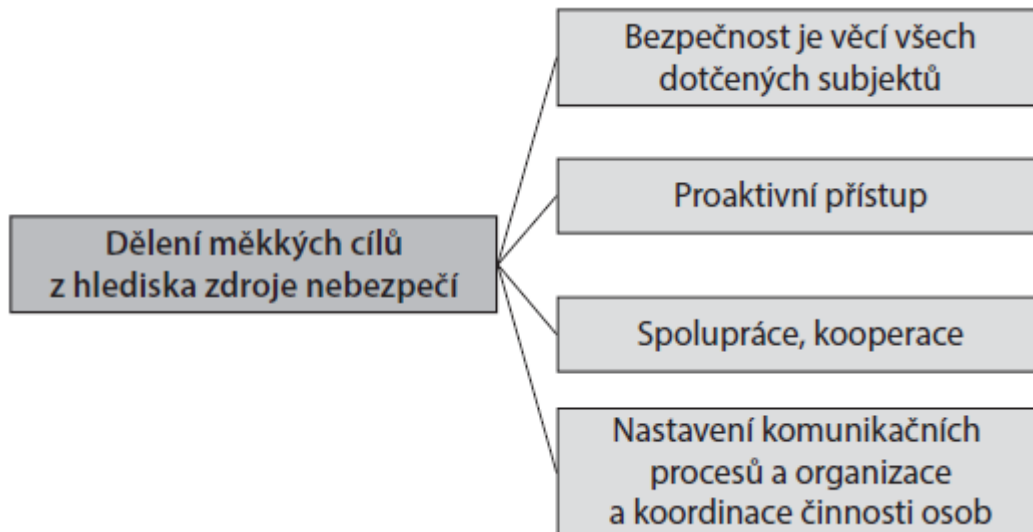 Bezpečnost je věcí všech
dotčených subjektů
Proaktivní přístup
Dělení měkkých cílů
z hlediska zdroje nebezpečí
Spolupráce, kooperace
Nastavení komunikačních
procesů a organizace
a koordinace činnosti osob